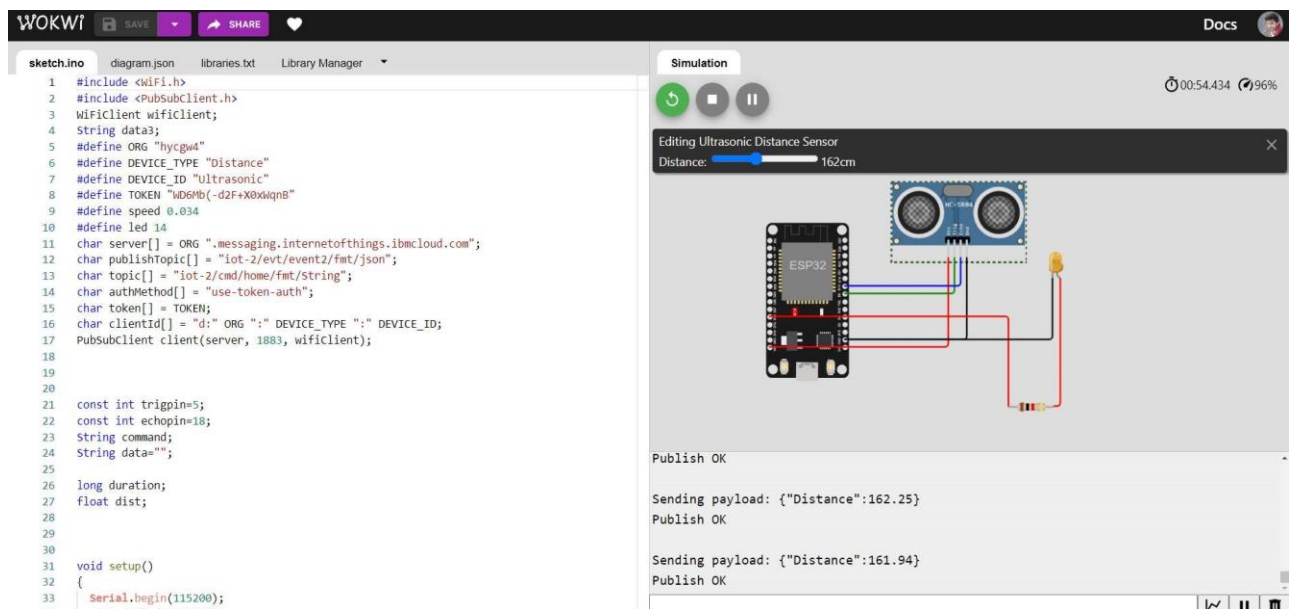 WOKWI SAVE SHARE Docs
sketch.ino diagram.json libraries.txt Library Manager
1 #include <WiFi.h>
2 #include <PubSubClient.h>
3 WiFiClient wifiClient;
4 String data3;
5 #define ORG "hycgw4"
6 #define DEVICE_TYPE "Distance"
7 #define DEVICE_ID "Ultrasonic"
8 #define TOKEN "WD6Mb(-d2F+X0xWqnB"
9 #define speed 0.034
10 #define led 14
11 char server[] = ORG ".messaging.internetofthings.ibmcloud.com";
12 char publishTopic[] = "iot-2/evt/event2/fmt/json";
13 char topic[] = "iot-2/cmd/home/fmt/String";
14 char authMethod[] = "use-token-auth";
15 char token[] = TOKEN;
16 char clientId[] = "d:" ORG ":" DEVICE_TYPE ":" DEVICE_ID;
17 PubSubClient client(server, 1883, wifiClient);
18
19
20
21 const int trigpin=5;
22 const int echopin=18;
23 String command;
24 String data="";
25
26 long duration;
27 float dist;
28
29
30
31 void setup()
32 {
33 Serial.begin(115200);
Simulation
00:54.434 96%
Editing Ultrasonic Distance Sensor
Distance: 162cm
HC-SR04
ESP32
Publish OK
Sending payload: {"Distance":162.25}
Publish OK
Sending payload: {"Distance":161.94}
Publish OK